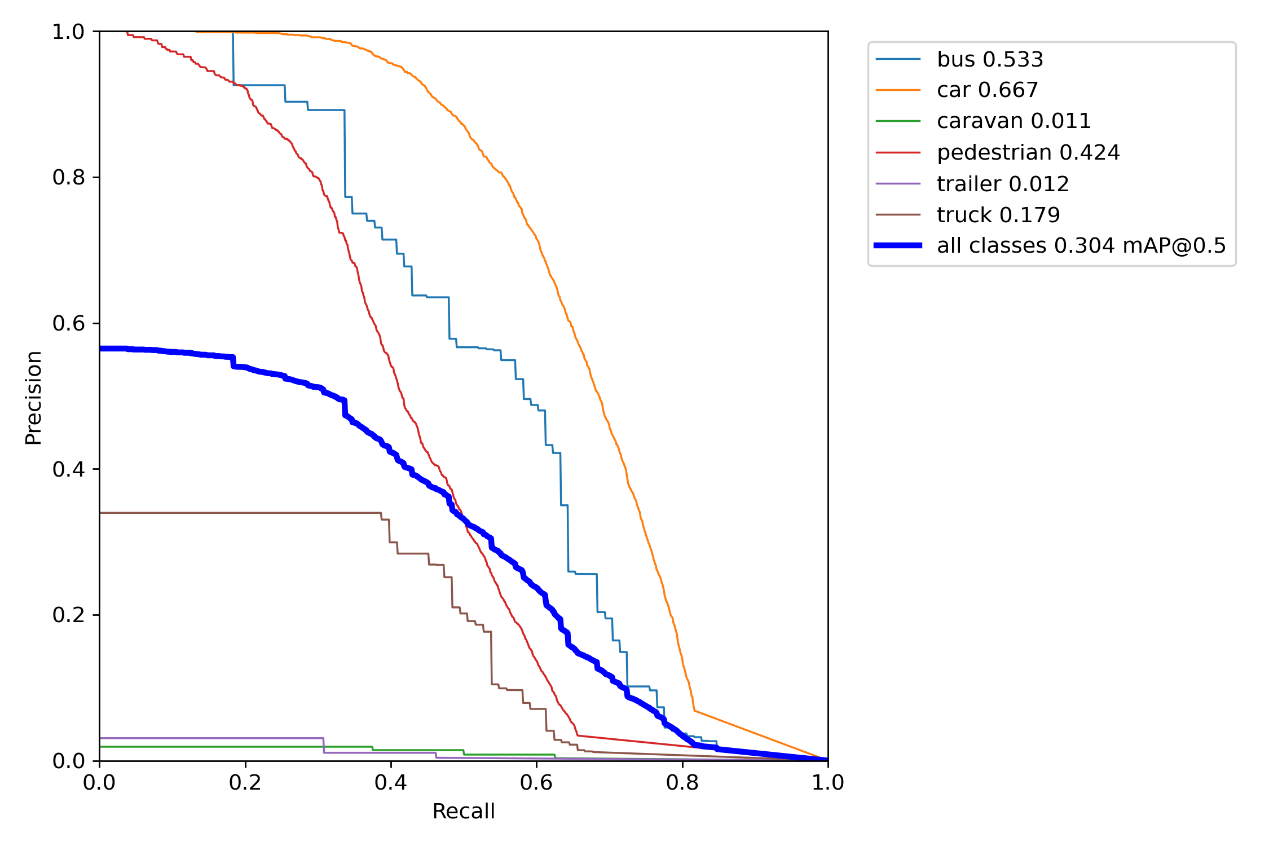 1.0
0.8
0.6
0.4
0.2
0.0
Precision
0.0 0.2 0.4 0.6 0.8 1.0
Recall
bus 0.533
car 0.667
caravan 0.011
pedestrian 0.424
trailer 0.012
truck 0.179
all classes 0.304 mAP@0.5